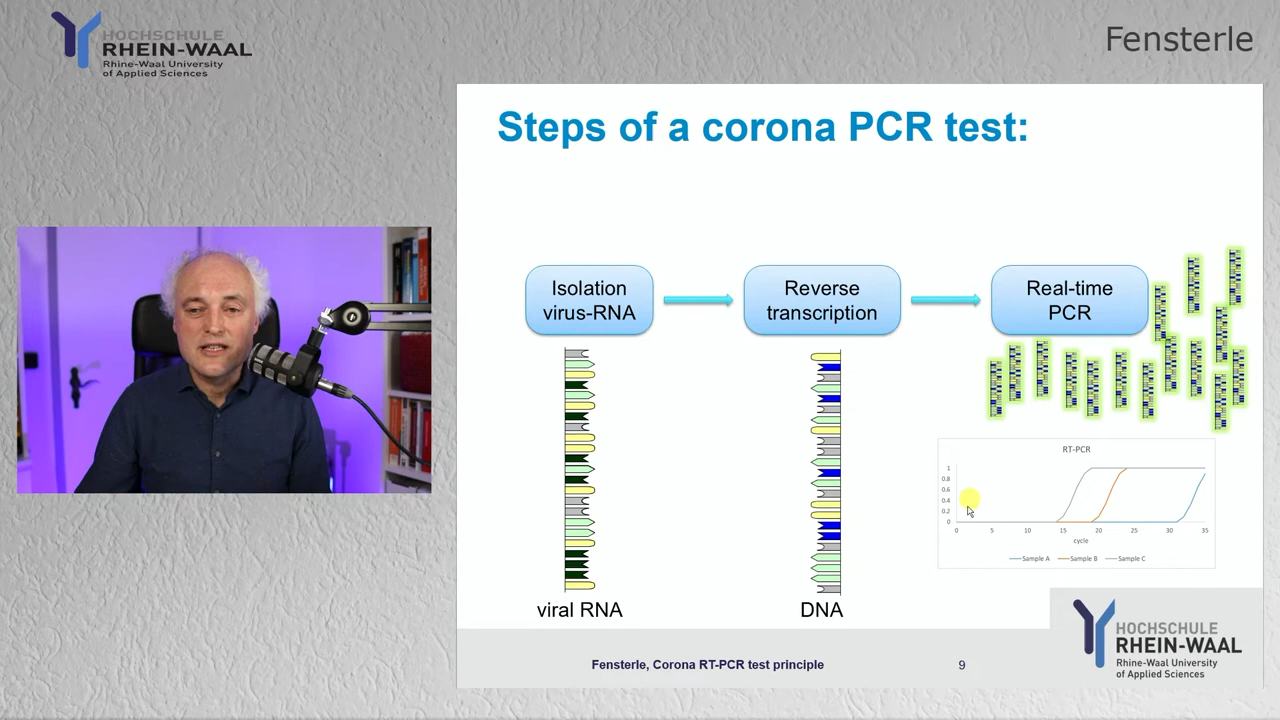 HOCHSCHULE
RHEIN-WAAL
Rhine-Waal University
of Applied Sciences
Fensterle
Steps of a corona PCR test:
Isolation
virus-RNA
Reverse
transcription
Real-time
PCR
viral RNA
DNA
RT-PCR
1
0.8
0.6
0.4
0.2
0
0 5 10 15 20 25 30 35
cycle
Sample A Sample B Sample C
Fensterle, Corona RT-PCR test principle
9
HOCHSCHULE
RHEIN-WAAL
Rhine-Waal University
of Applied Sciences